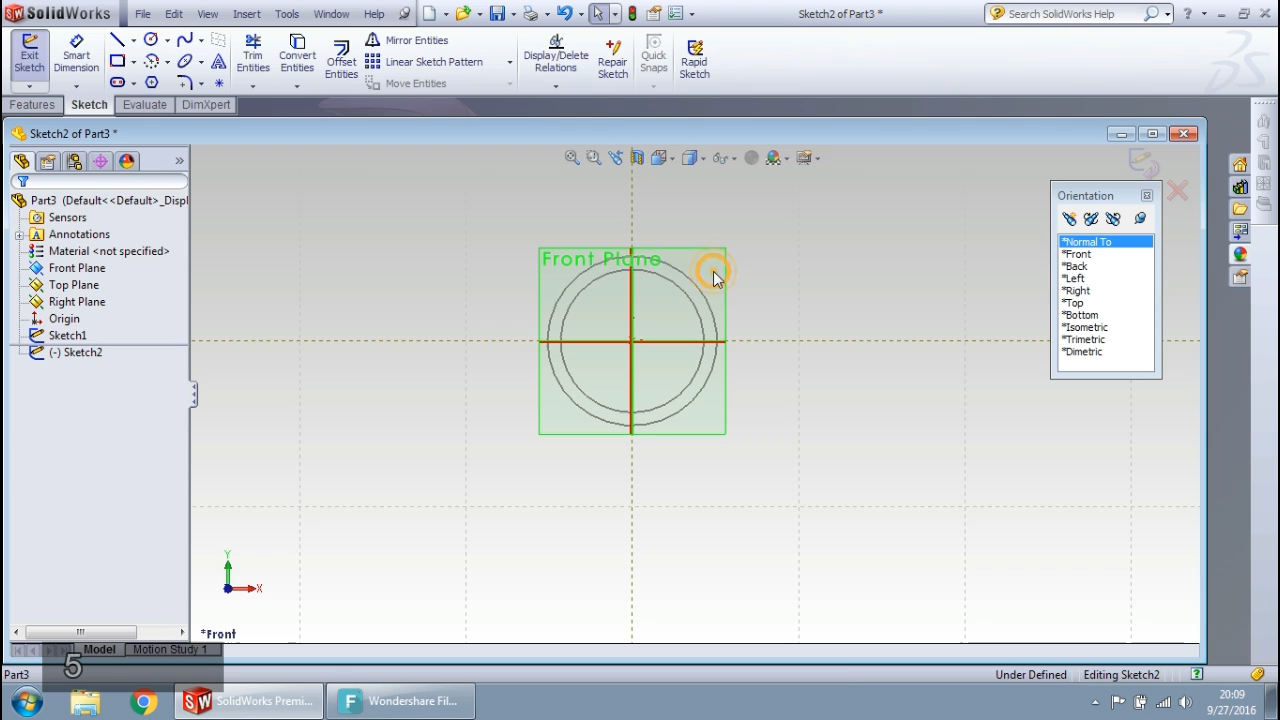 SolidWorks File Edit View Insert Tools Window Help Sketch2 of Part3 * Search SolidWorks Help
Exit Sketch Smart Dimension Trim Entities Convert Entities Offset Entities Mirror Entities Linear Sketch Pattern Move Entities Display/Delete Relations Repair Sketch Quick Snaps Rapid Sketch
Features Sketch Evaluate DimXpert
Sketch2 of Part3 *
Part3 (Default<<Default>_Displ
Sensors
Annotations
Material <not specified>
Front Plane
Top Plane
Right Plane
Origin
Sketch1
(-) Sketch2
Front Plane
Orientation
*Normal To
*Front
*Back
*Left
*Right
*Top
*Bottom
*Isometric
*Trimetric
*Dimetric
Y
X
*Front
Model Motion Study 1
5
Part3 Under Defined Editing Sketch2
SolidWorks Premi... Wondershare Fil...
20:09
9/27/2016